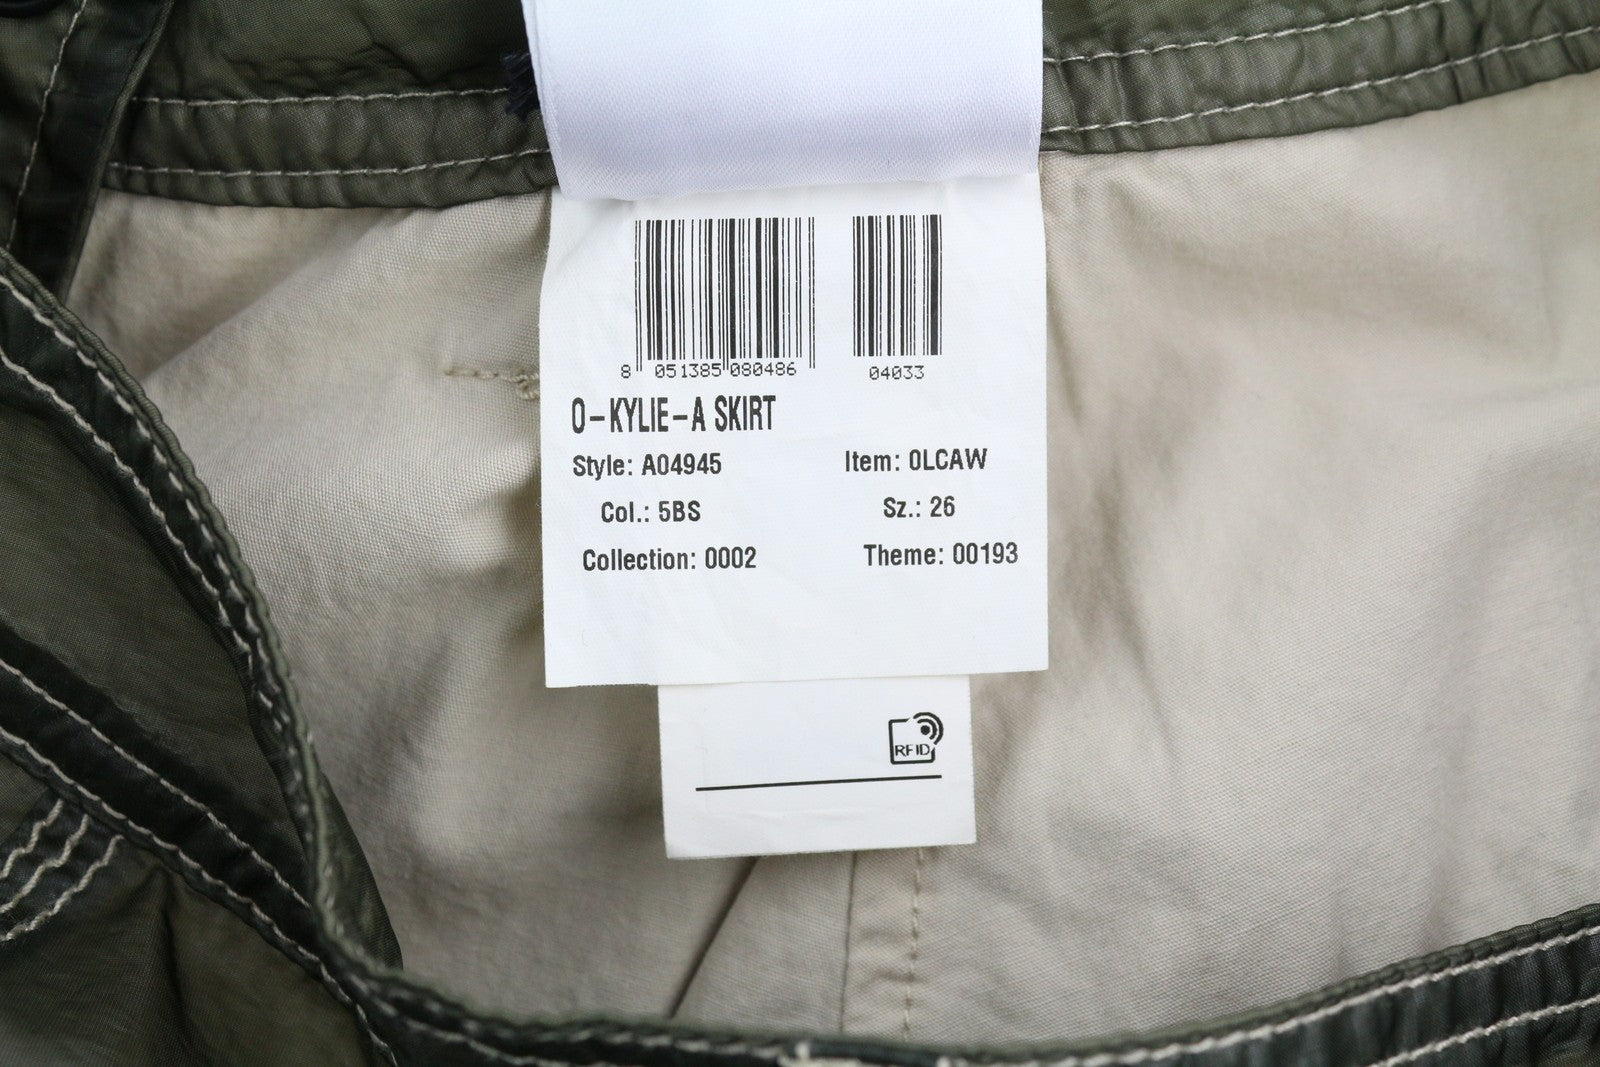 8 051385 080486 04033
O-KYLIE-A SKIRT
Style: A04945 Item: 0LCAW
Col.: 5BS Sz.: 26
Collection: 0002 Theme: 00193
RFID